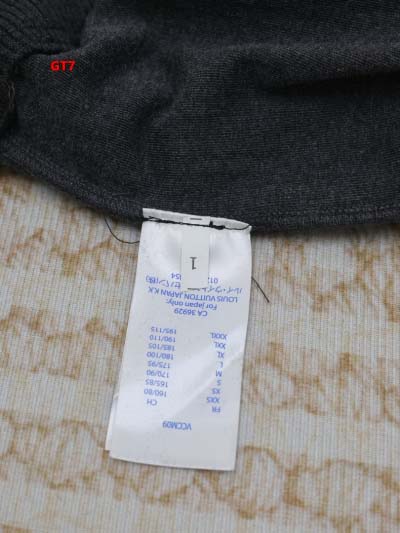 GT7
1
VCCM09
FR CH
XXS 160/80
XS 165/85
S 170/90
M 175/95
L 180/100
XL 185/105
XXL 190/110
XXXL 195/115
CA 36929
For japan only:
LOUIS VUITTON JAPAN K.K